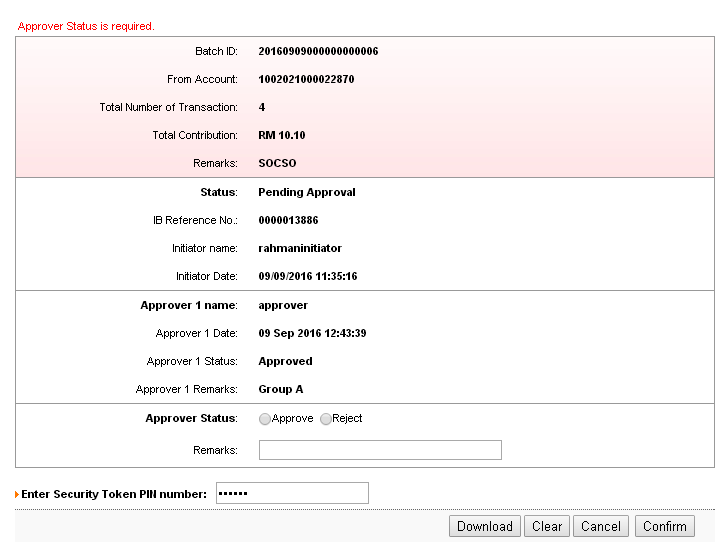 Approver Status is required.
Batch ID: 20160909000000000006
From Account: 1002021000022870
Total Number of Transaction: 4
Total Contribution: RM 10.10
Remarks: SOCSO
Status: Pending Approval
IB Reference No.: 0000013886
Initiator name: rahmaninitiator
Initiator Date: 09/09/2016 11:35:16
Approver 1 name: approver
Approver 1 Date: 09 Sep 2016 12:43:39
Approver 1 Status: Approved
Approver 1 Remarks: Group A
Approver Status: Approve Reject
Remarks:
Enter Security Token PIN number: ••••••
Download Clear Cancel Confirm